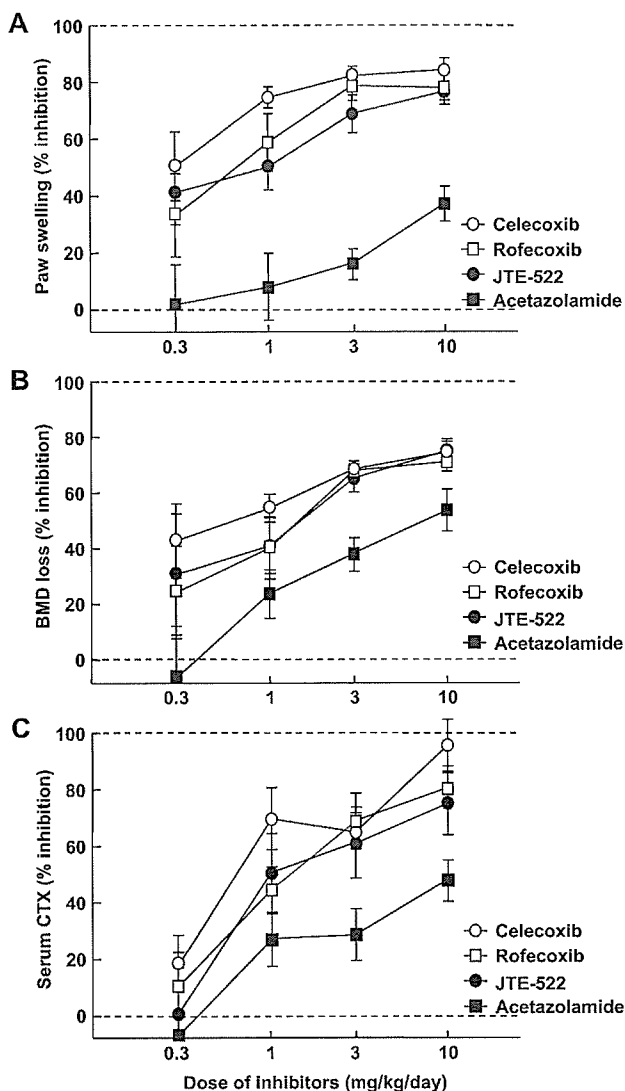 A
Paw swelling (% inhibition)
100
80
60
40
20
0
0.3 1 3 10
Celecoxib
Rofecoxib
JTE-522
Acetazolamide
B
BMD loss (% inhibition)
100
80
60
40
20
0
0.3 1 3 10
Celecoxib
Rofecoxib
JTE-522
Acetazolamide
C
Serum CTX (% inhibition)
100
80
60
40
20
0
0.3 1 3 10
Celecoxib
Rofecoxib
JTE-522
Acetazolamide
Dose of inhibitors (mg/kg/day)